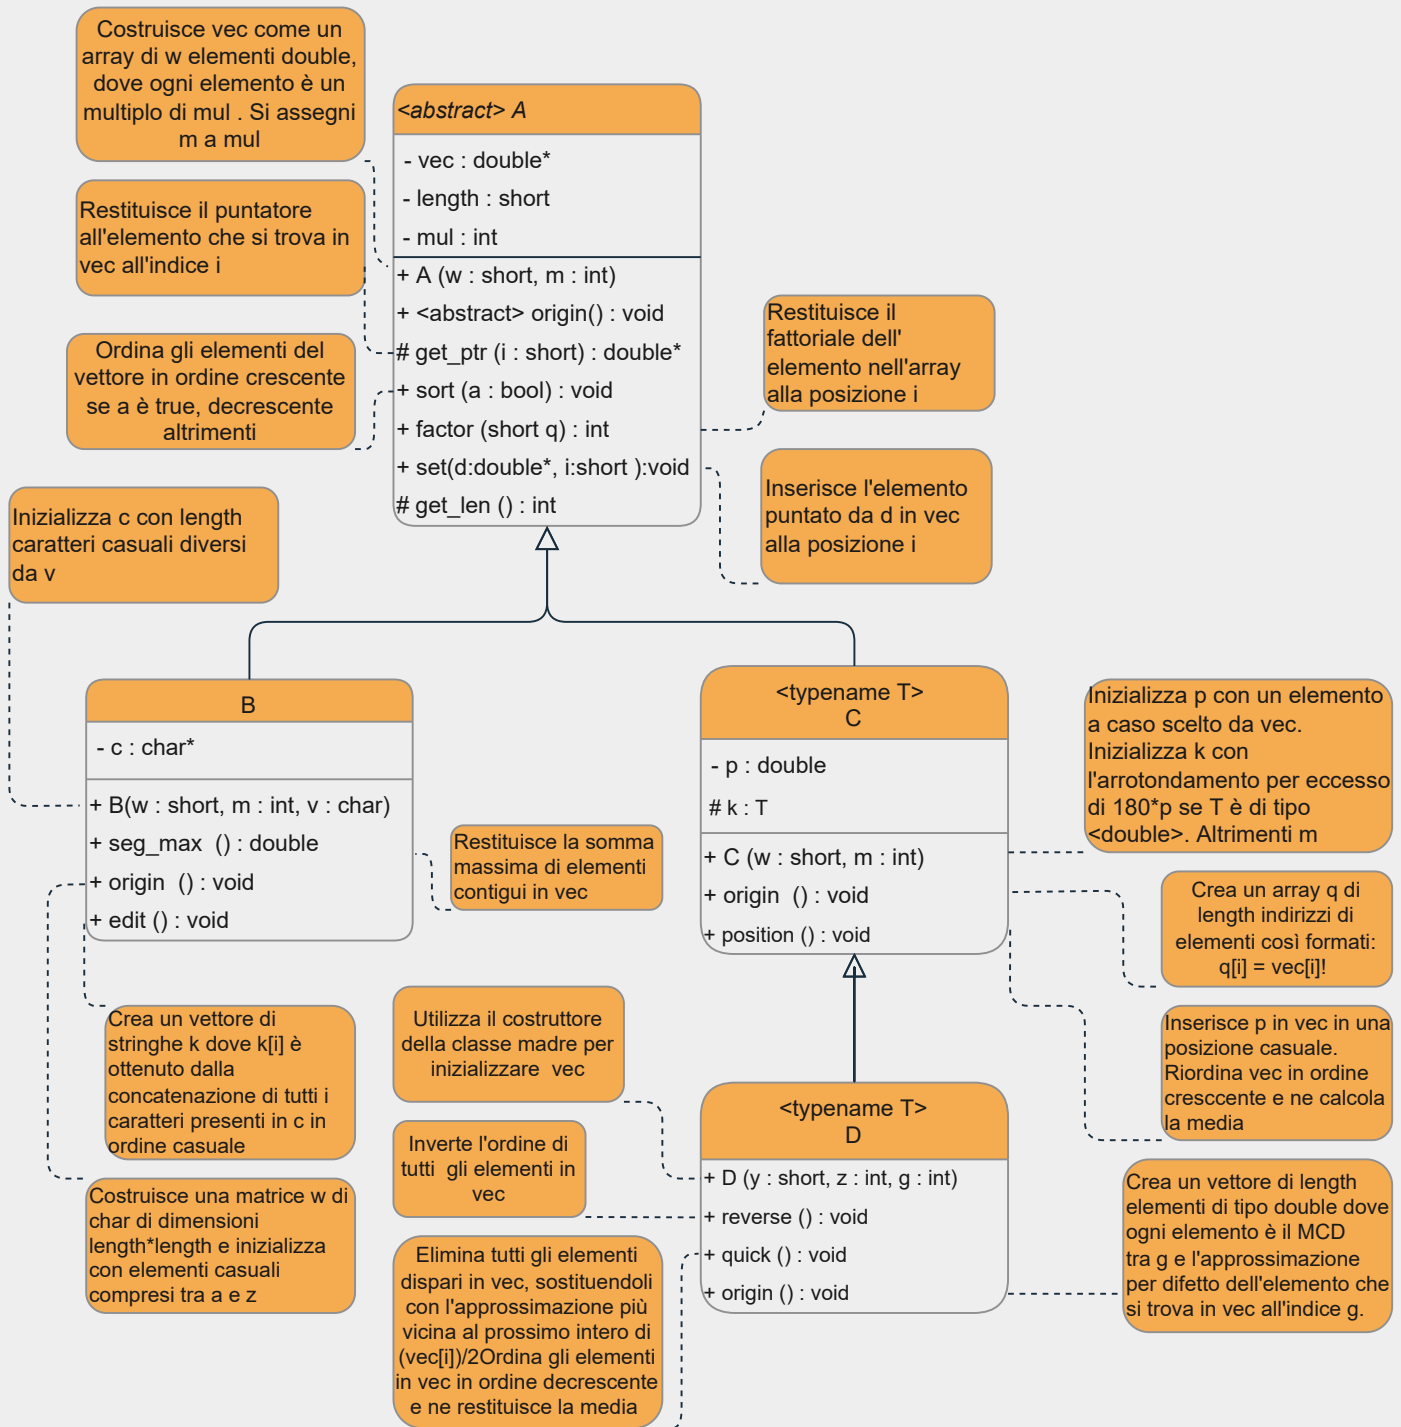 Costruisce vec come un
array di w elementi double,
dove ogni elemento è un
multiplo di mul . Si assegni
m a mul
Restituisce il puntatore
all'elemento che si trova in
vec all'indice i
Ordina gli elementi del
vettore in ordine crescente
se a è true, decrescente
altrimenti
<abstract> A
- vec : double*
- length : short
- mul : int
+ A (w : short, m : int)
+ <abstract> origin() : void
# get_ptr (i : short) : double*
+ sort (a : bool) : void
+ factor (short q) : int
+ set(d:double*, i:short ):void
# get_len () : int
Restituisce il
fattoriale dell'
elemento nell'array
alla posizione i
Inserisce l'elemento
puntato da d in vec
alla posizione i
Inizializza c con length
caratteri casuali diversi
da v
B
- c : char*
+ B(w : short, m : int, v : char)
+ seg_max  () : double
+ origin  () : void
+ edit () : void
Restituisce la somma
massima di elementi
contigui in vec
<typename T>
C
- p : double
# k : T
+ C (w : short, m : int)
+ origin  () : void
+ position () : void
Inizializza p con un elemento
a caso scelto da vec.
Inizializza k con
l'arrotondamento per eccesso
di 180*p se T è di tipo
<double>. Altrimenti m
Crea un array q di
length indirizzi di
elementi così formati:
q[i] = vec[i]!
Inserisce p in vec in una
posizione casuale.
Riordina vec in ordine
cresccente e ne calcola
la media
Crea un vettore di
stringhe k dove k[i] è
ottenuto dalla
concatenazione di tutti i
caratteri presenti in c in
ordine casuale
Costruisce una matrice w di
char di dimensioni
length*length e inizializza
con elementi casuali
compresi tra a e z
Utilizza il costruttore
della classe madre per
inizializzare  vec
Inverte l'ordine di
tutti  gli elementi in
vec
Elimina tutti gli elementi
dispari in vec, sostituendoli
con l'approssimazione più
vicina al prossimo intero di
(vec[i])/2Ordina gli elementi
in vec in ordine decrescente
e ne restituisce la media
<typename T>
D
+ D (y : short, z : int, g : int)
+ reverse () : void
+ quick () : void
+ origin () : void
Crea un vettore di length
elementi di tipo double dove
ogni elemento è il MCD
tra g e l'approssimazione
per difetto dell'elemento che
si trova in vec all'indice g.